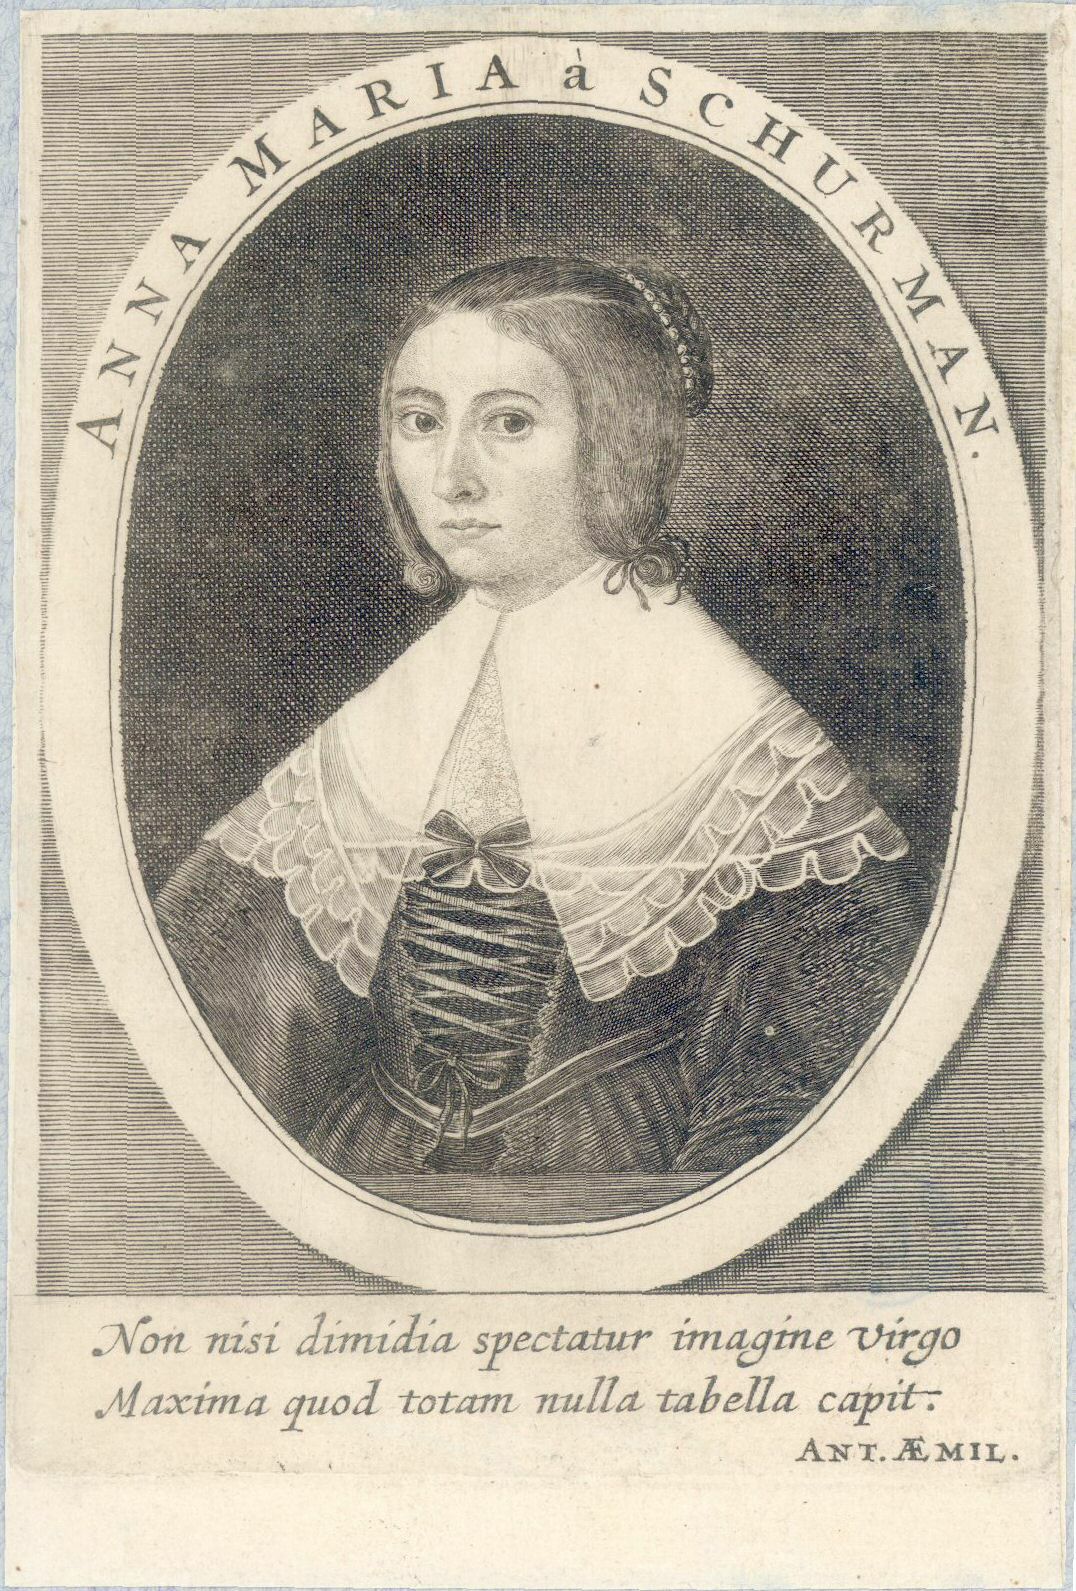 ANNA MARIA à SCHURMAN.
Non nisi dimidia spectatur imagine virgo
Maxima quod totam nulla tabella capit.
ANT. ÆMIL.